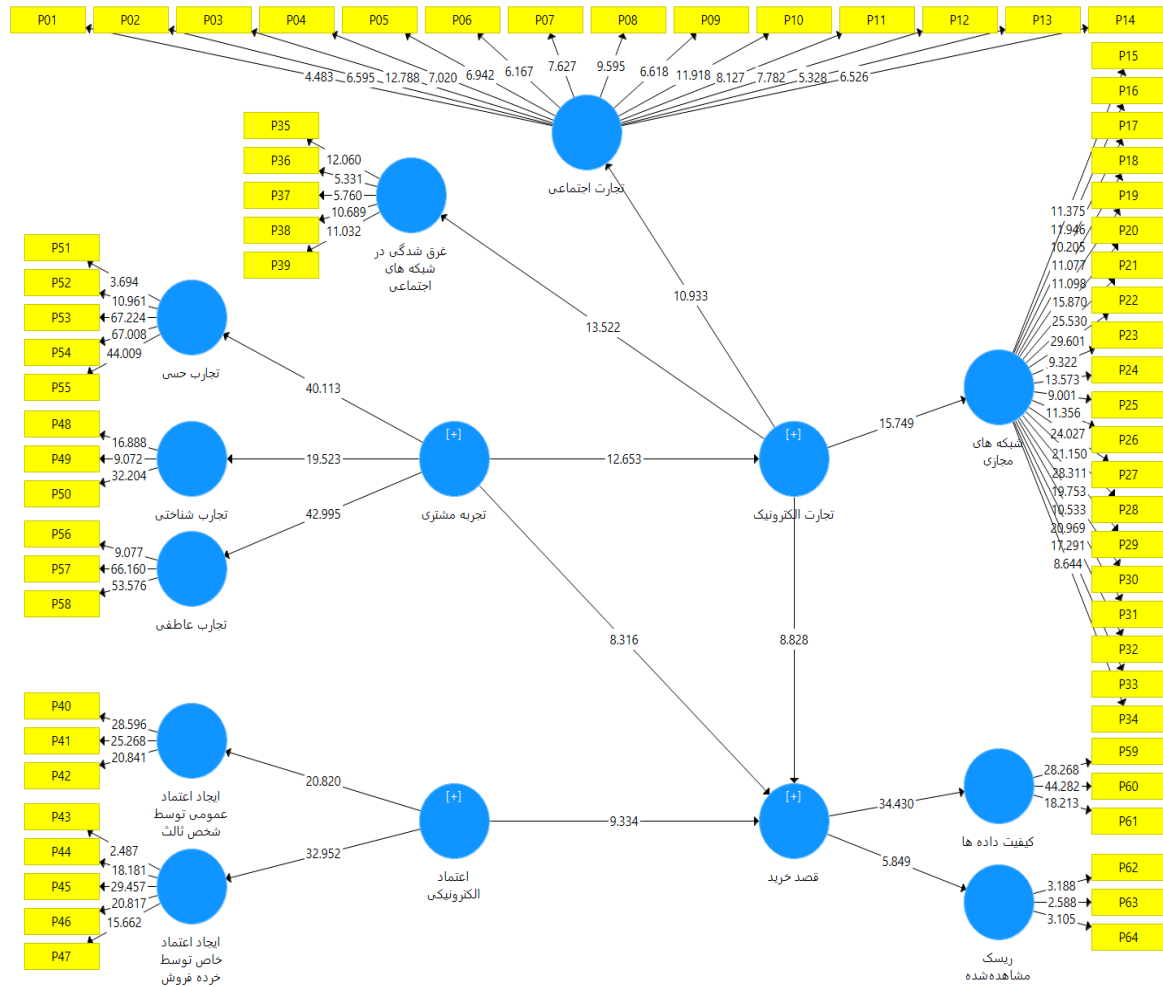 P01 P02 P03 P04 P05 P06 P07 P08 P09 P10 P11 P12 P13 P14
4.483 6.595 12.788 7.020 6.942 6.167 7.627 9.595 6.618 11.918 8.127 7.782 5.328 6.526
تجارت اجتماعی
P35
P36
P37
P38
P39
12.060
5.331
5.760
10.689
11.032
غرق شدگی در
شبکه های
اجتماعی
10.933
13.522
P15
P16
P17
P18
P19
P20
P21
P22
P23
P24
P25
P26
P27
P28
P29
P30
P31
P32
P33
P34
11.375
11.946
10.205
11.077
11.098
15.870
25.530
29.601
9.322
13.573
9.001
11.356
24.027
21.150
28.311
19.753
10.533
20.969
17.291
8.644
شبکه های
مجازی
15.749
P51
P52
P53
P54
P55
3.694
10.961
67.224
67.008
44.009
تجارب حسی
40.113
P48
P49
P50
16.888
9.072
32.204
تجارب شناختی
19.523
[+]
تجربه مشتری
12.653
[+]
تجارت الکترونیک
P56
P57
P58
9.077
66.160
53.576
تجارب عاطفی
42.995
8.316
8.828
P40
P41
P42
28.596
25.268
20.841
ایجاد اعتماد
عمومی توسط
شخص ثالث
20.820
P43
P44
P45
P46
P47
2.487
18.181
29.457
20.817
15.662
ایجاد اعتماد
خاص توسط
خرده فروش
32.952
[+]
اعتماد
الکترونیکی
9.334
[+]
قصد خرید
34.430
P59
P60
P61
28.268
44.282
18.213
کیفیت داده ها
5.849
P62
P63
P64
3.188
2.588
3.105
ریسک
مشاهده‌شده